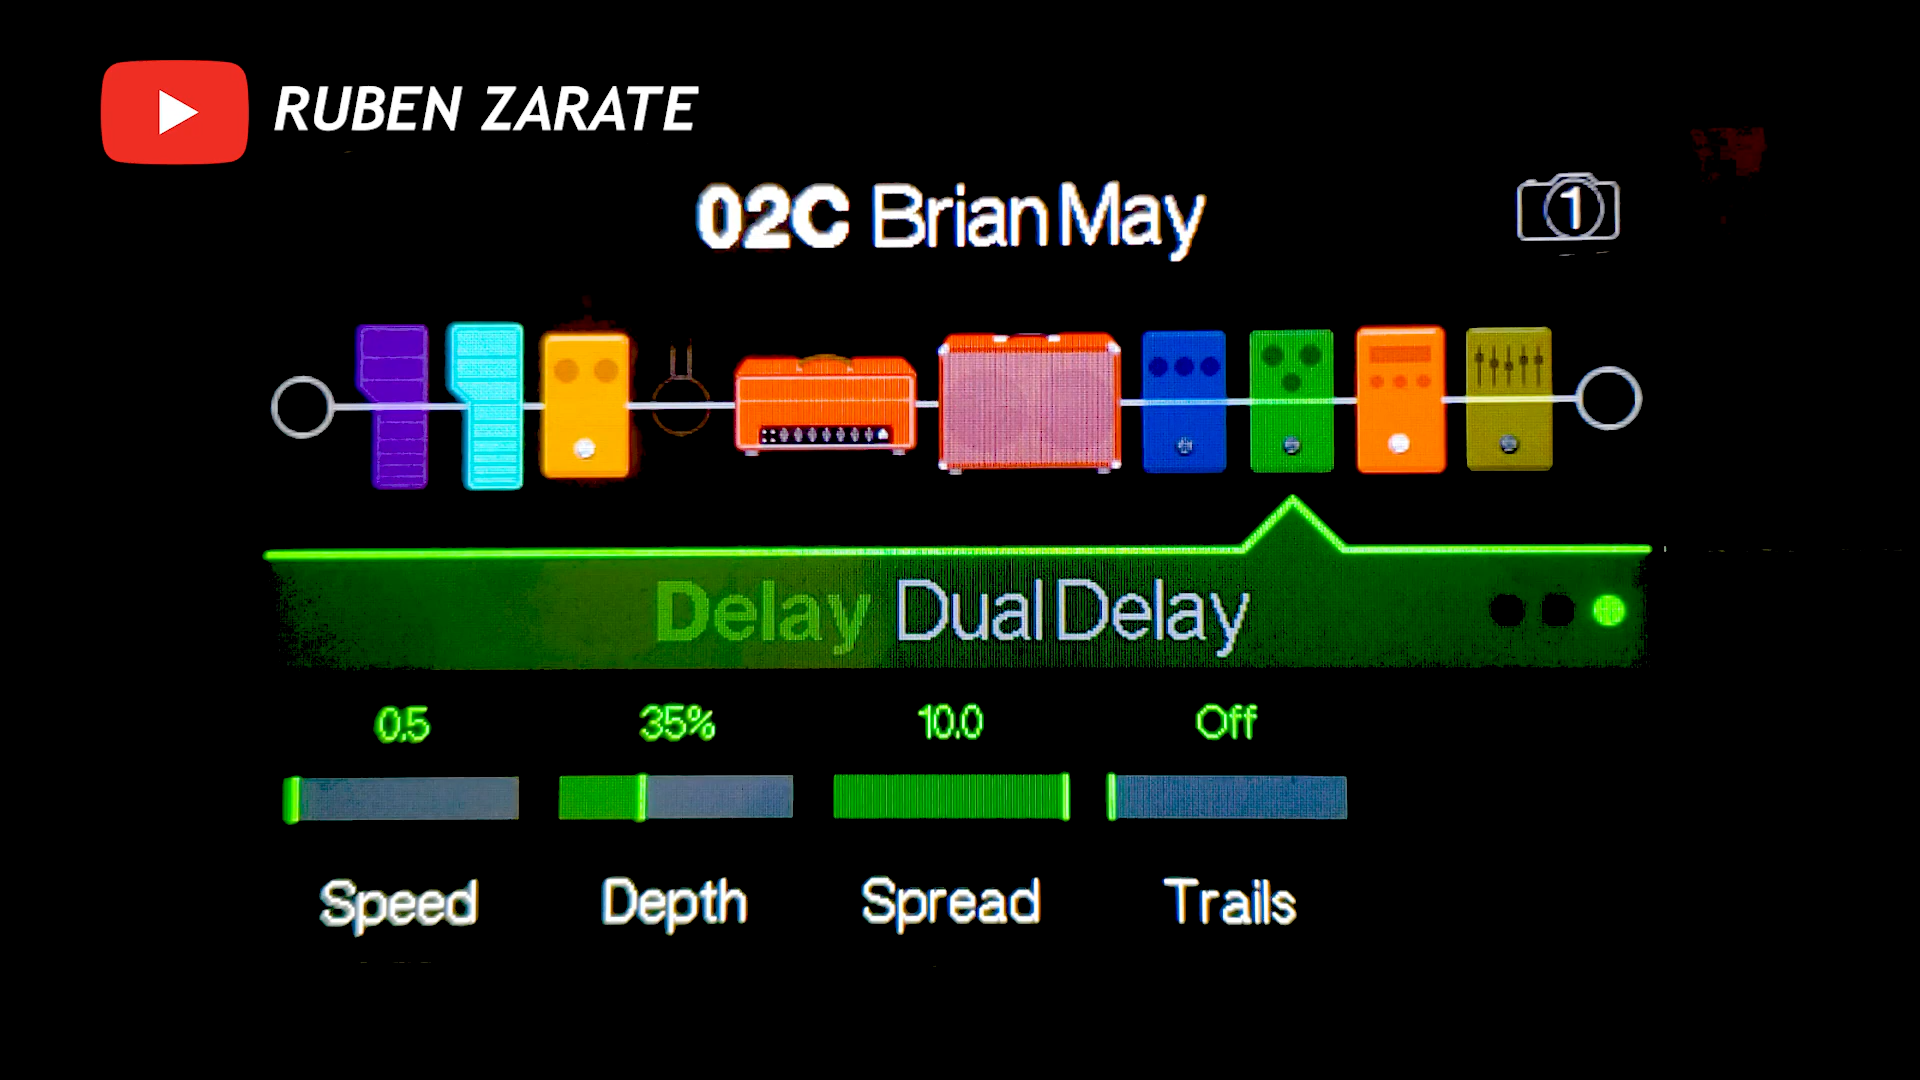 RUBEN ZARATE
02C Brian May
1
Delay Dual Delay
0.5 35% 10.0 Off
Speed Depth Spread Trails